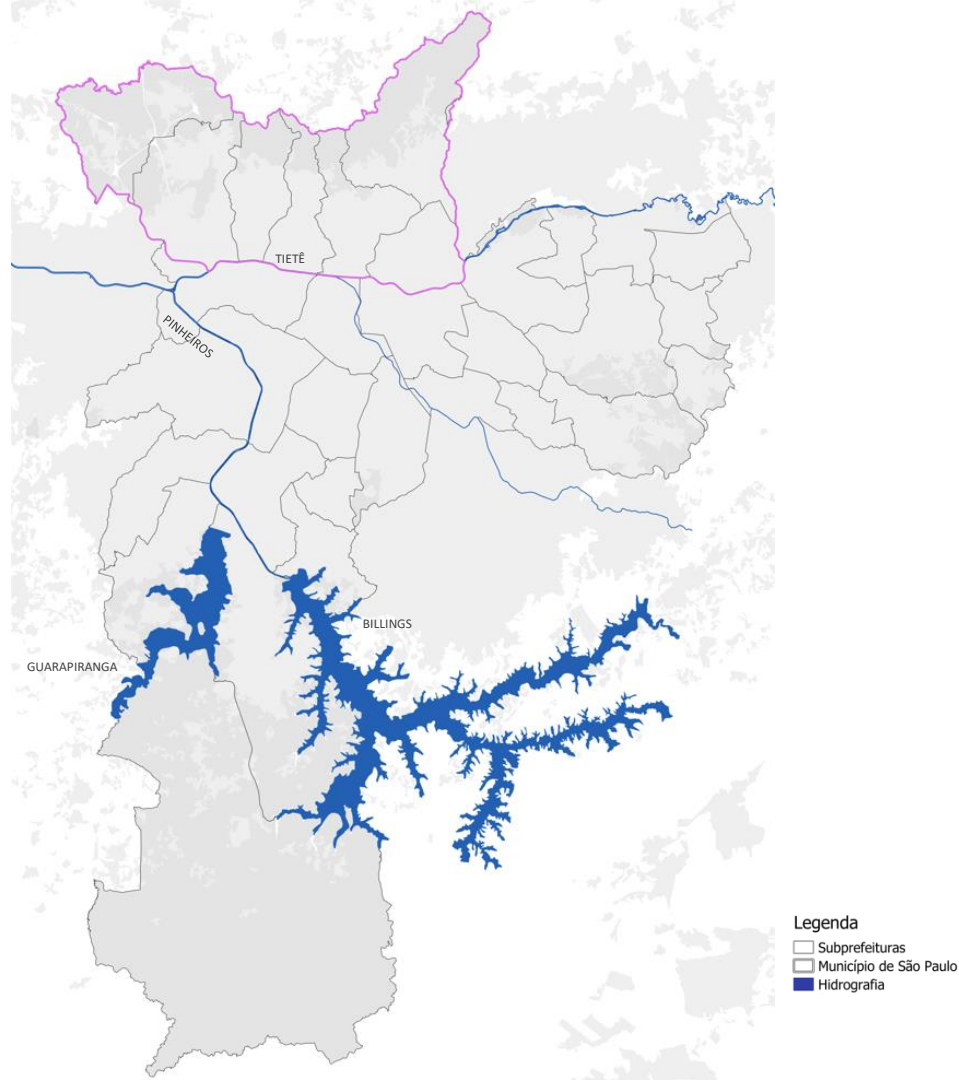 TIETÊ
PINHEIROS
BILLINGS
GUARAPIRANGA
Legenda
Subprefeituras
Município de São Paulo
Hidrografia